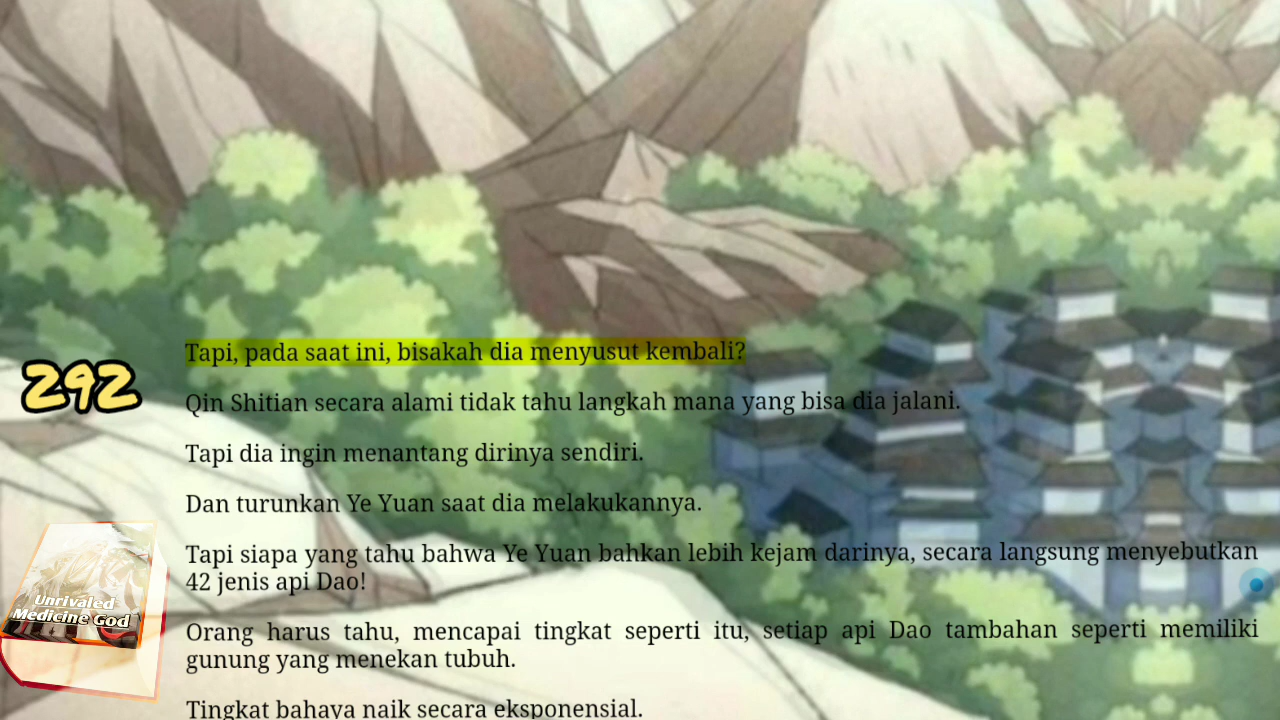 Tapi, pada saat ini, bisakah dia menyusut kembali?
292
Qin Shitian secara alami tidak tahu langkah mana yang bisa dia jalani.
Tapi dia ingin menantang dirinya sendiri.
Dan turunkan Ye Yuan saat dia melakukannya.
Tapi siapa yang tahu bahwa Ye Yuan bahkan lebih kejam darinya, secara langsung menyebutkan
42 jenis api Dao!
Unrivaled
Medicine God
Orang harus tahu, mencapai tingkat seperti itu, setiap api Dao tambahan seperti memiliki
gunung yang menekan tubuh.
Tingkat bahaya naik secara eksponensial.